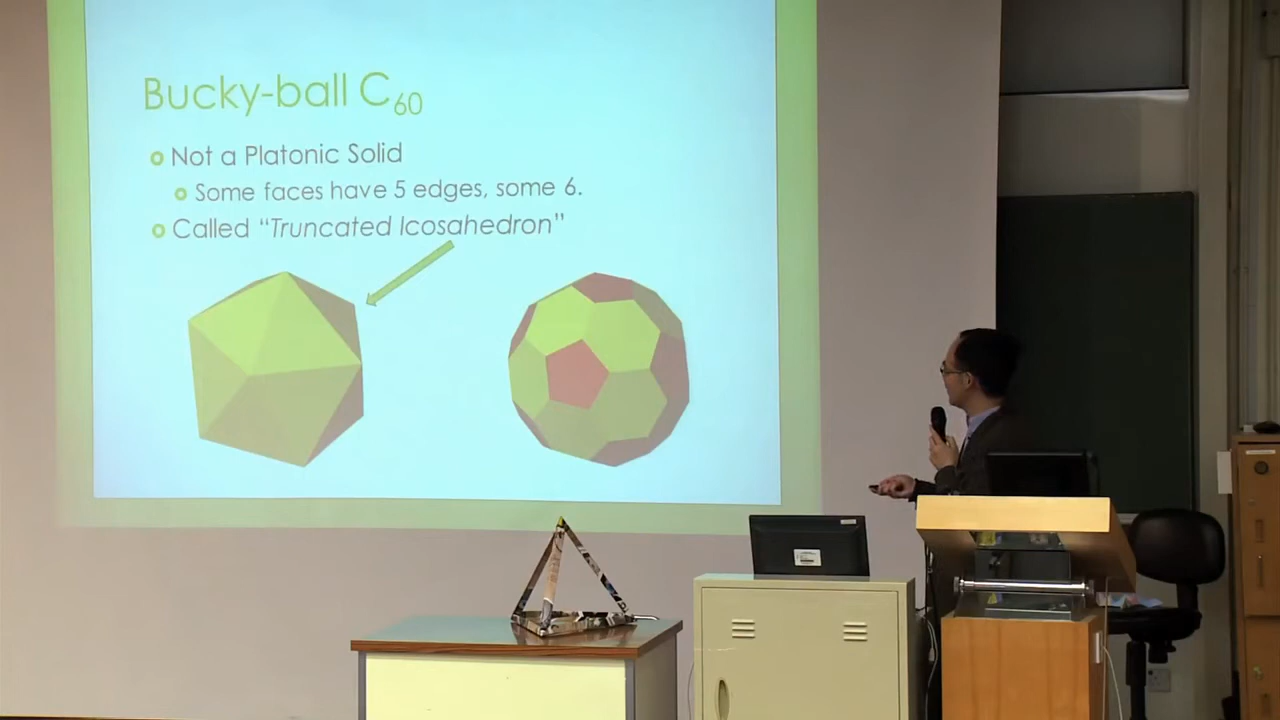 Bucky-ball C₆₀
Not a Platonic Solid
Some faces have 5 edges, some 6.
Called “Truncated Icosahedron”